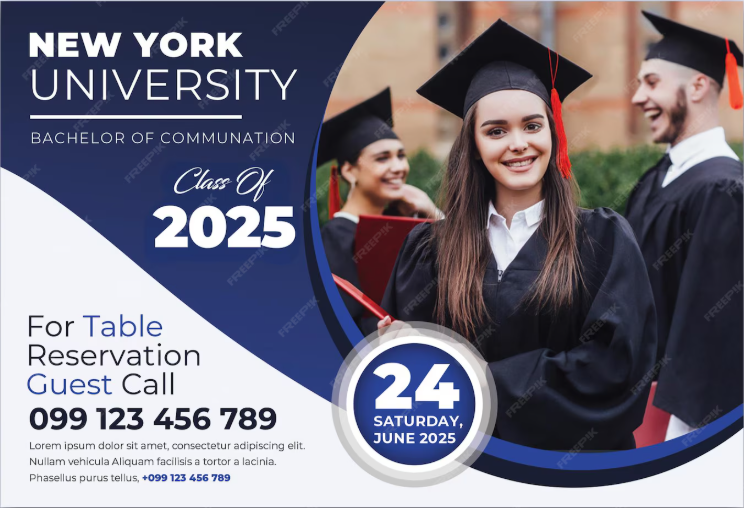 NEW YORK
UNIVERSITY
BACHELOR OF COMMUNATION
Class Of
2025
For Table
Reservation
Guest Call
099 123 456 789
Lorem ipsum dolor sit amet, consectetur adipiscing elit.
Nullam vehicula Aliquam facilisis a tortor a lacinia.
Phasellus purus tellus, +099 123 456 789
24
SATURDAY,
JUNE 2025
FREEPIK